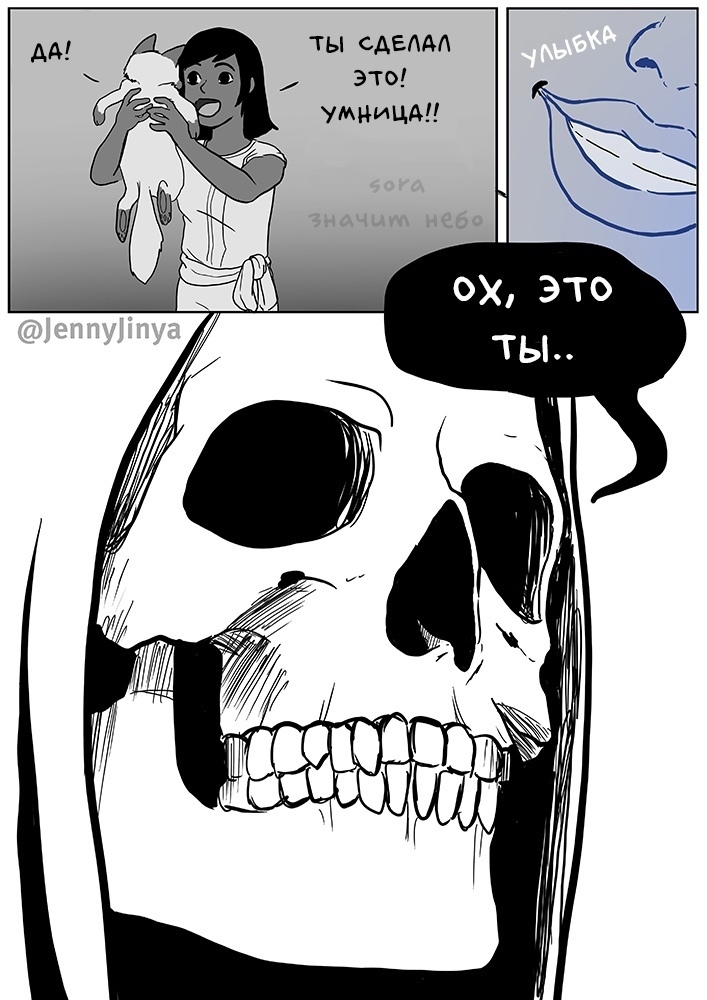 ДА!
ТЫ СДЕЛАЛ
ЭТО!
УМНИЦА!!
sora
значит небо
УЛЫБКА
@JennyJinya
ОХ, ЭТО
ТЫ..